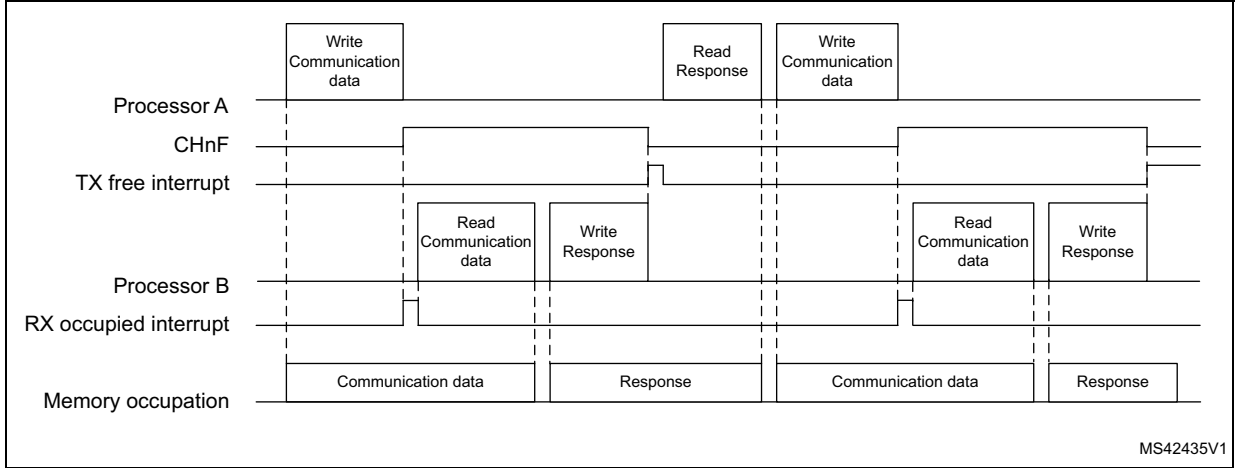 Write
Communication
data
Read
Response
Write
Communication
data
Processor A
CHnF
TX free interrupt
Read
Communication
data
Write
Response
Read
Communication
data
Write
Response
Processor B
RX occupied interrupt
Communication data
Response
Communication data
Response
Memory occupation
MS42435V1